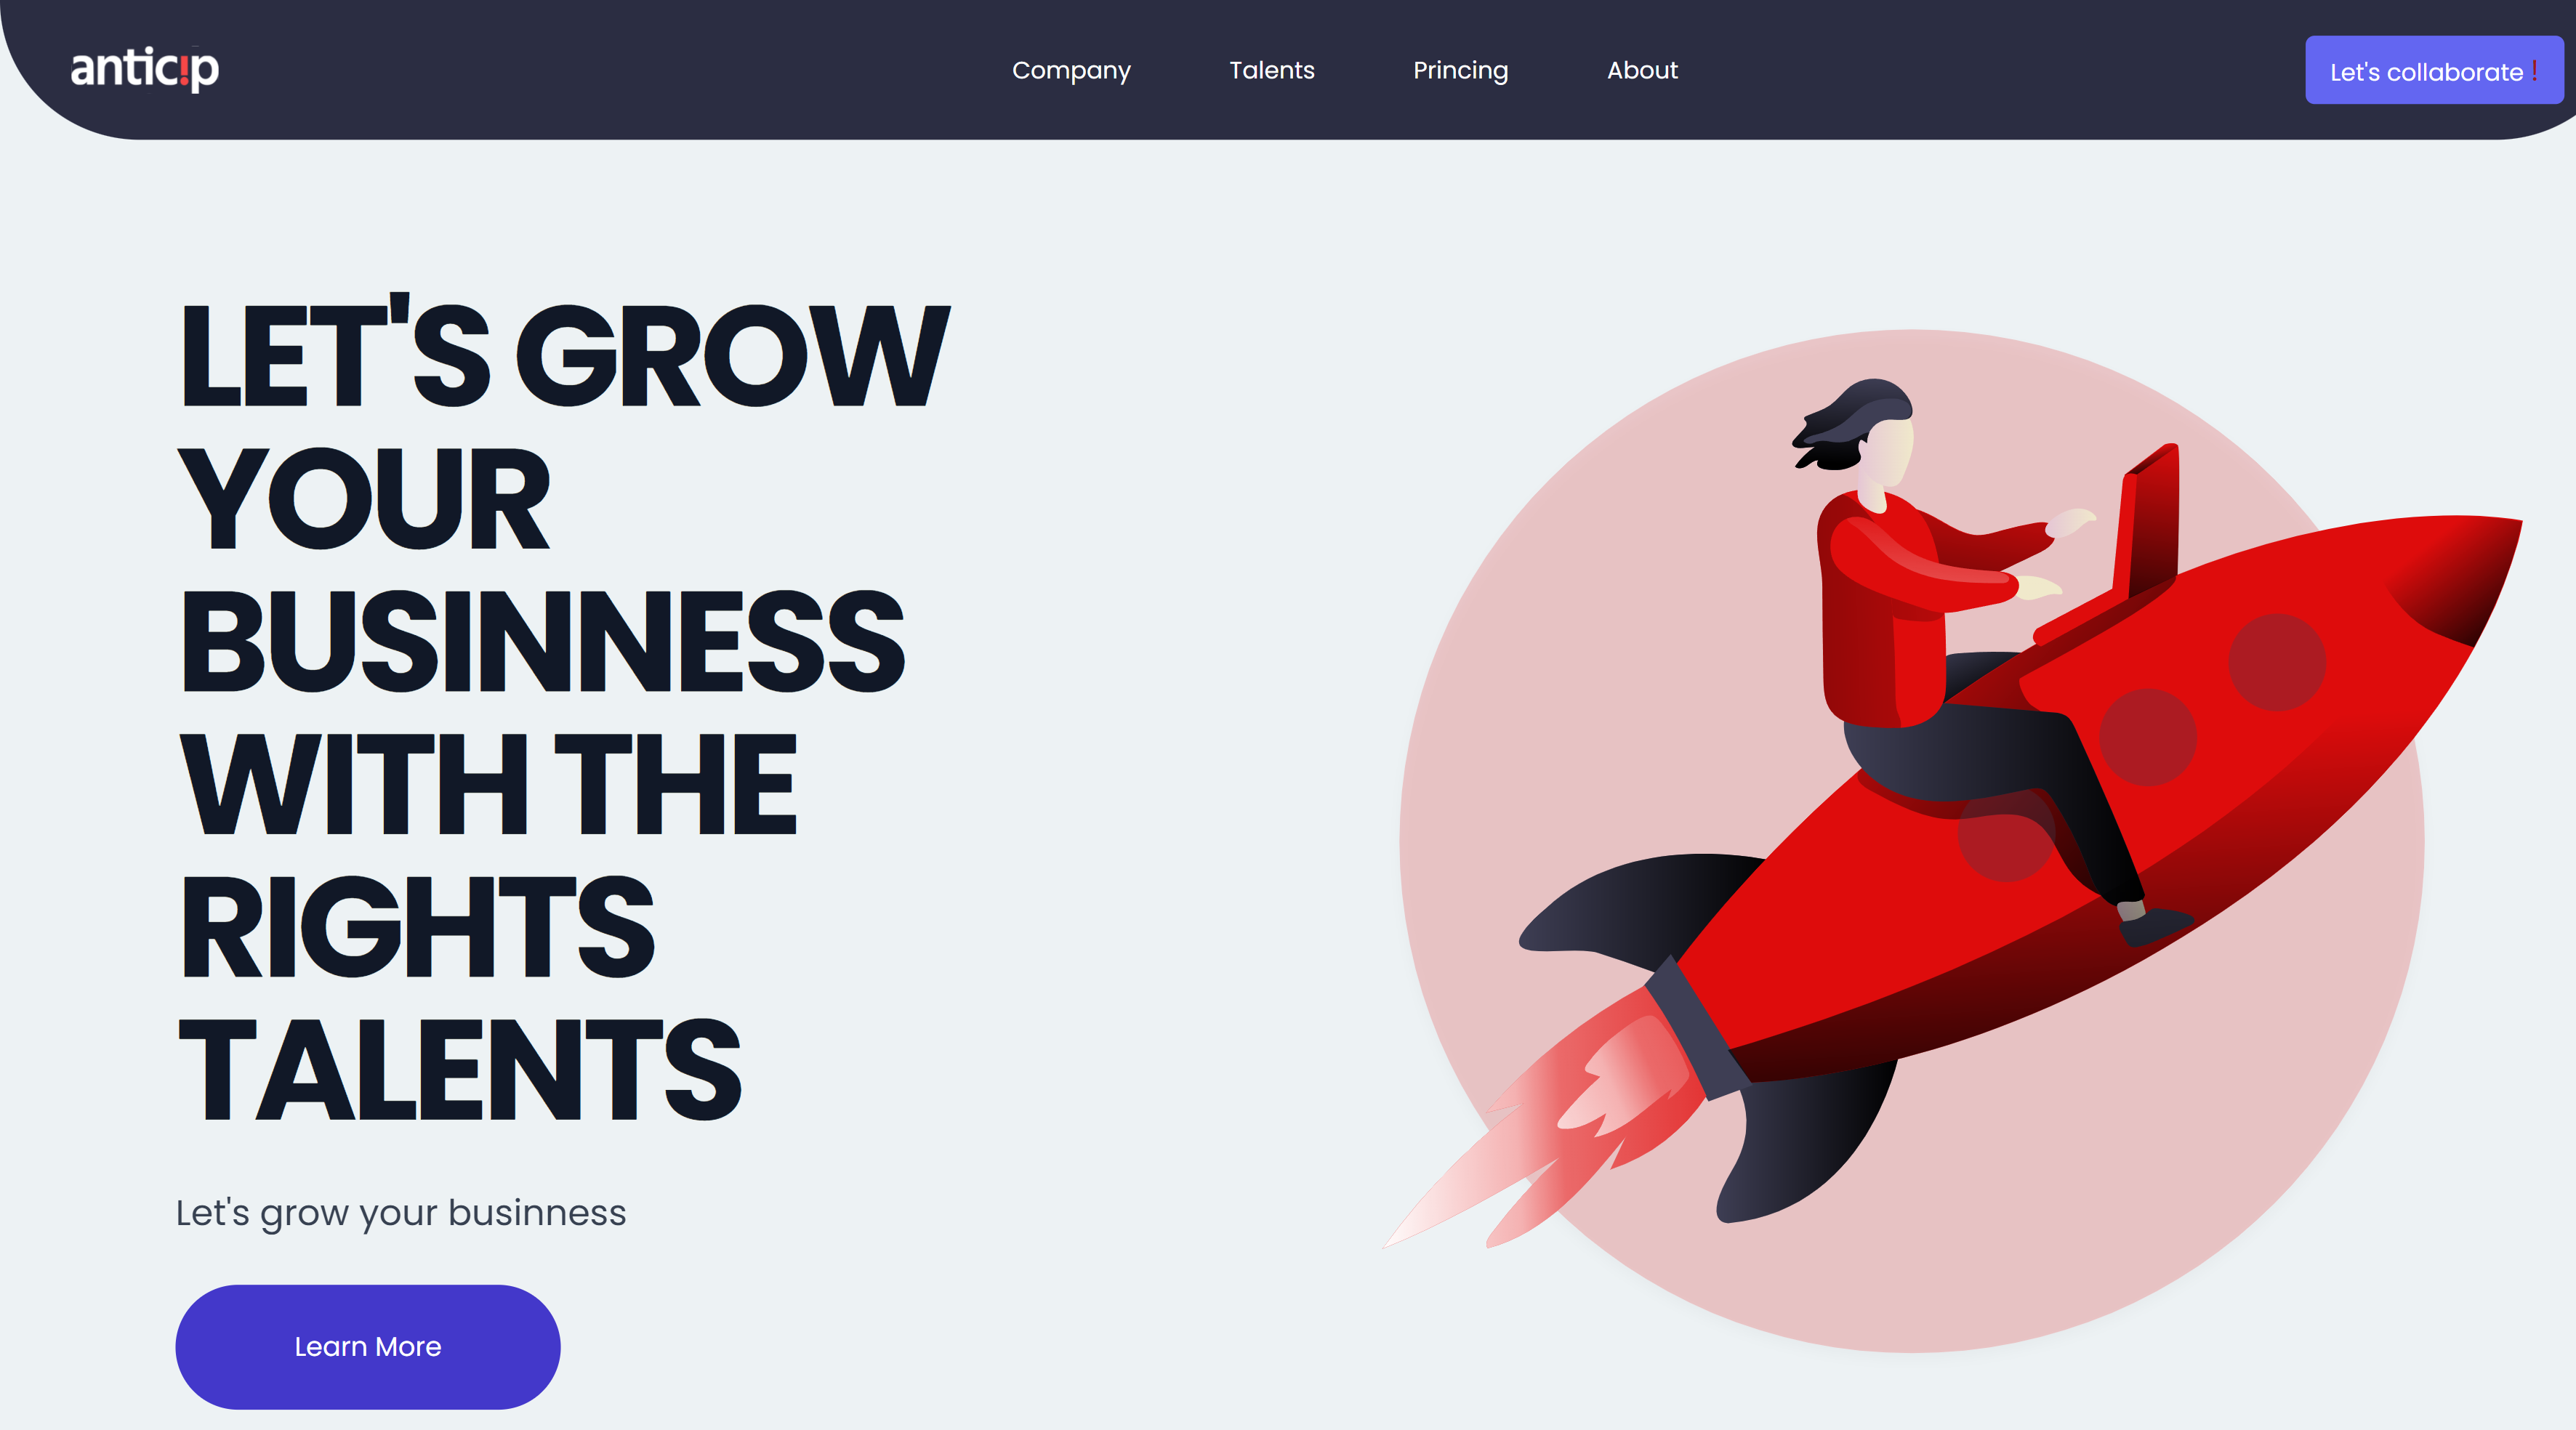 antic!p
Company Talents Princing About
Let's collaborate !
LET'S GROW
YOUR
BUSINNESS
WITH THE
RIGHTS
TALENTS
Let's grow your businness
Learn More